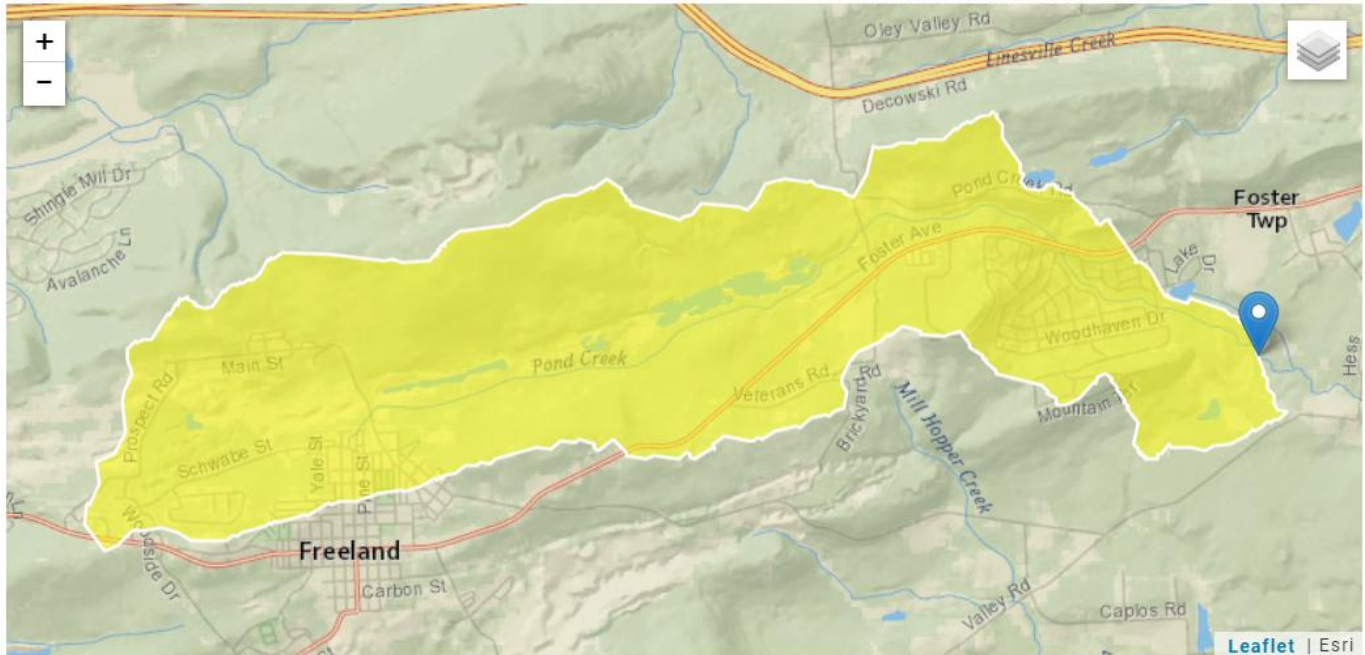 +
−
Oley Valley Rd
Linesville Creek
Decowski Rd
Shingle Mill Dr
Avalanche Ln
Pond Creek Rd
Foster
Twp
Foster Ave
Lake Dr
Woodhaven Dr
Hess
Main St
Pond Creek
Prospect Rd
Veterans Rd
Brickyard Rd
Mill Hopper Creek
Schwabe St
Yale St
Pine St
Woodside Dr
Freeland
Carbon St
Valley Rd
Caplos Rd
St
Leaflet | Esri